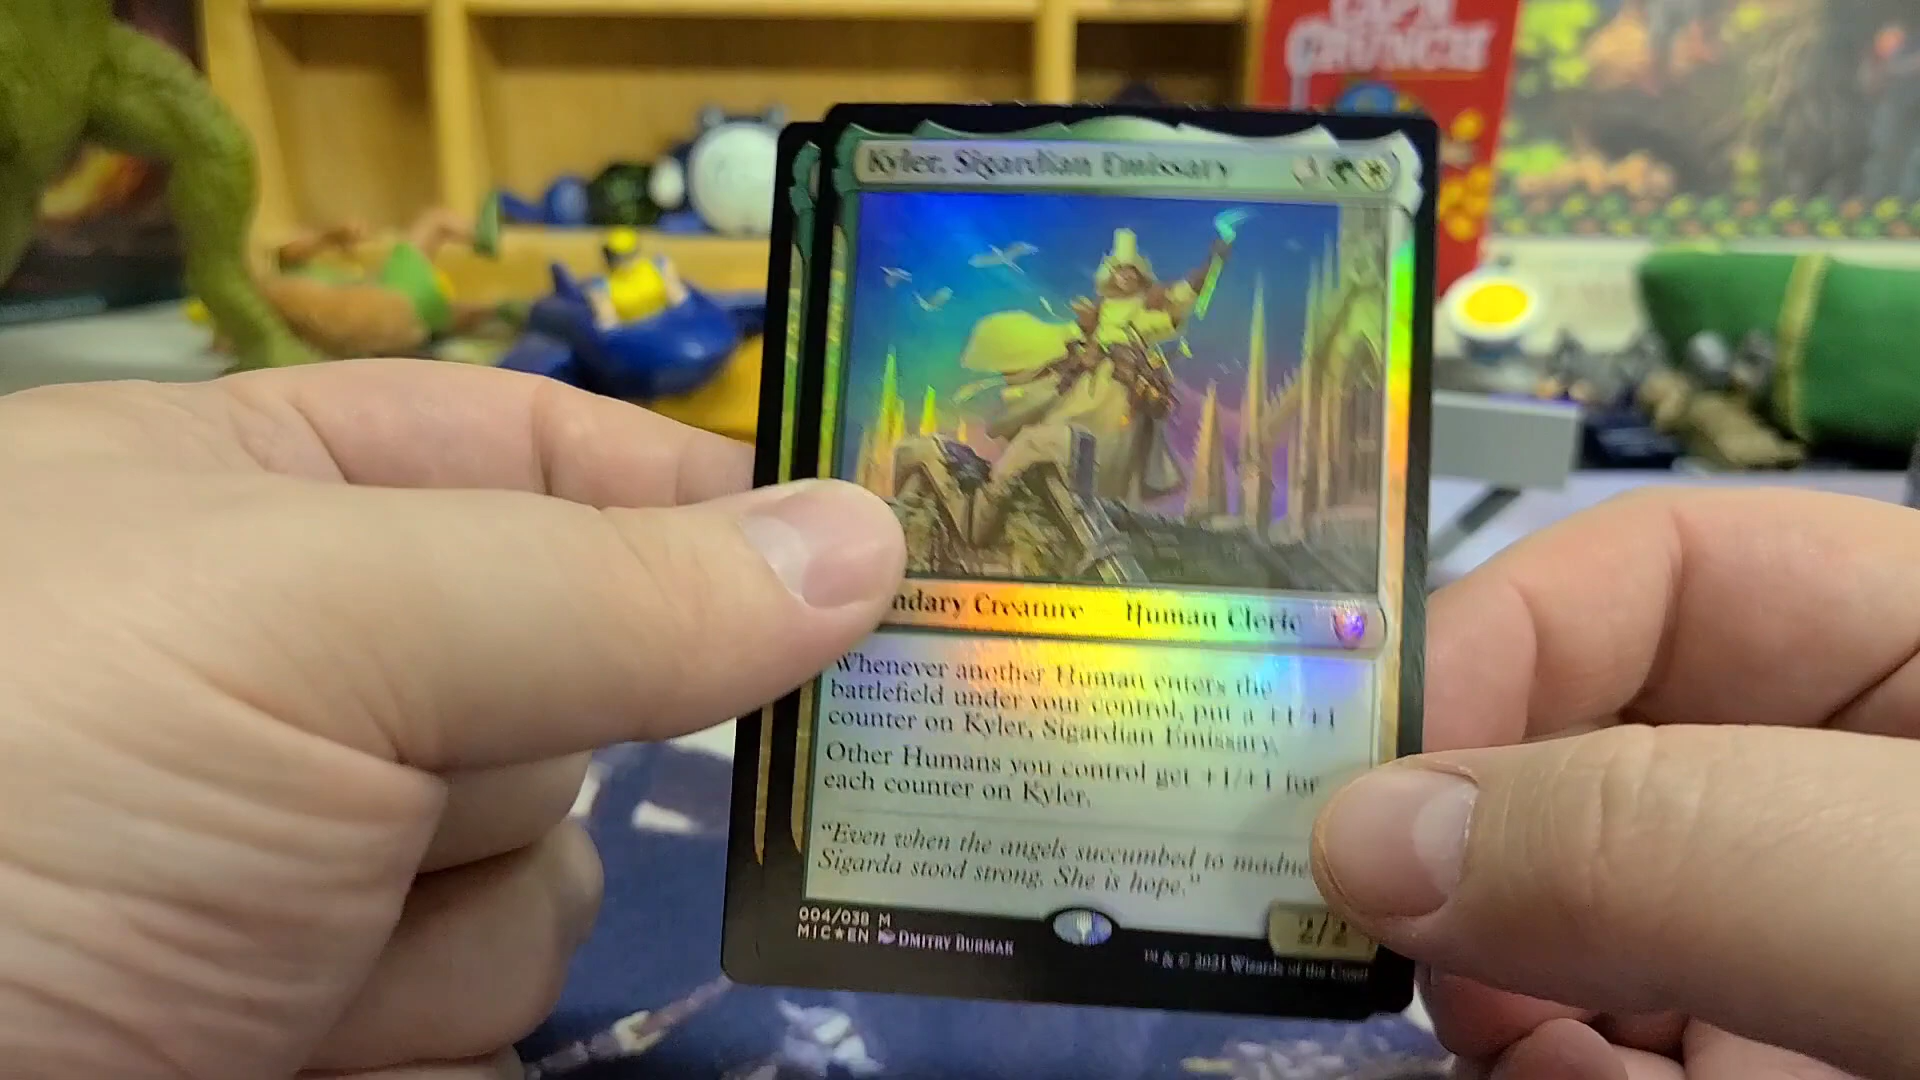 CAP'N
CRUNCH
Kyler, Sigardian Emissary
3
ndary Creature — Human Cleric
Whenever another Human enters the
battlefield under your control, put a +1/+1
counter on Kyler, Sigardian Emissary.
Other Humans you control get +1/+1 for
each counter on Kyler.
"Even when the angels succumbed to madne
Sigarda stood strong. She is hope."
004/038 M
MIC★EN DMITRY BURMAK
2/2
™ & © 2021 Wizards of the Coast